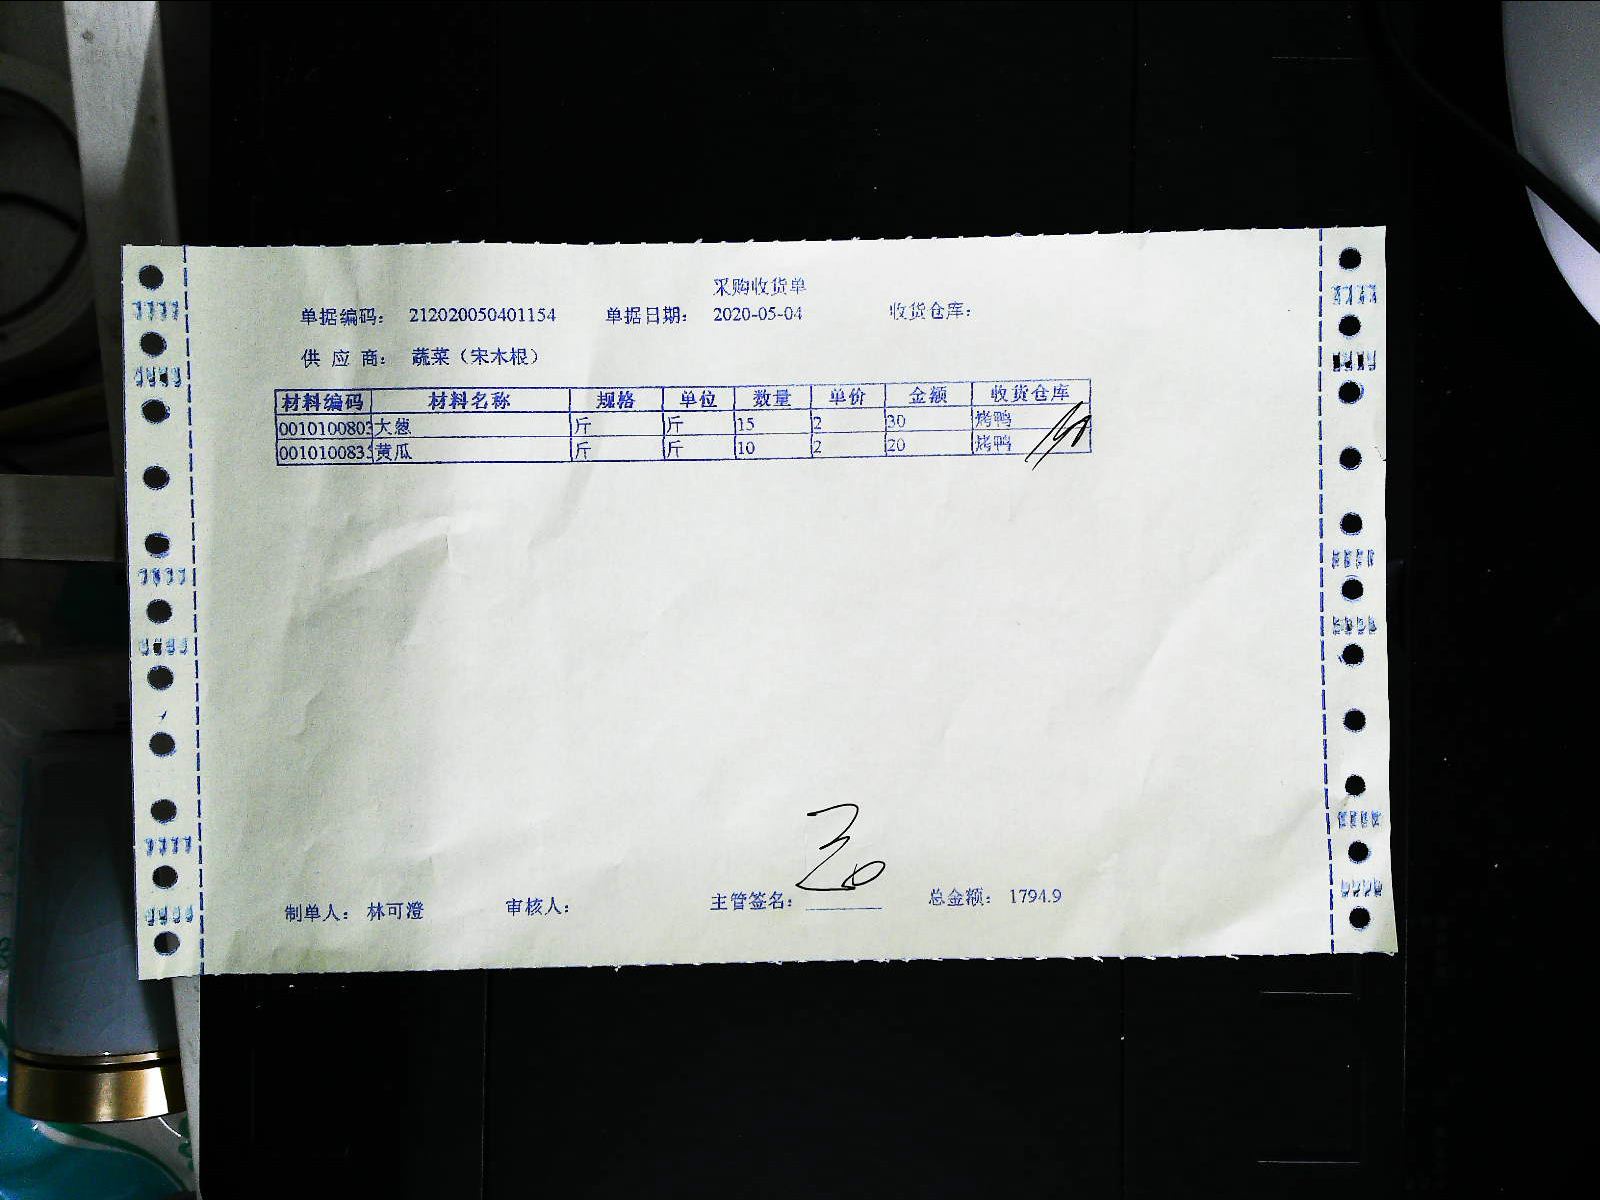 采购收货单
单据编码： 212020050401154 单据日期： 2020-05-04 收货仓库：
供 应 商： 蔬菜（宋木根）
材料编码 材料名称 规格 单位 数量 单价 金额 收货仓库
0010100803 大葱 斤 斤 15 2 30 烤鸭
001010083 黄瓜 斤 斤 10 2 20 烤鸭
制单人： 林可澄 审核人： 主管签名： 总金额： 1794.9